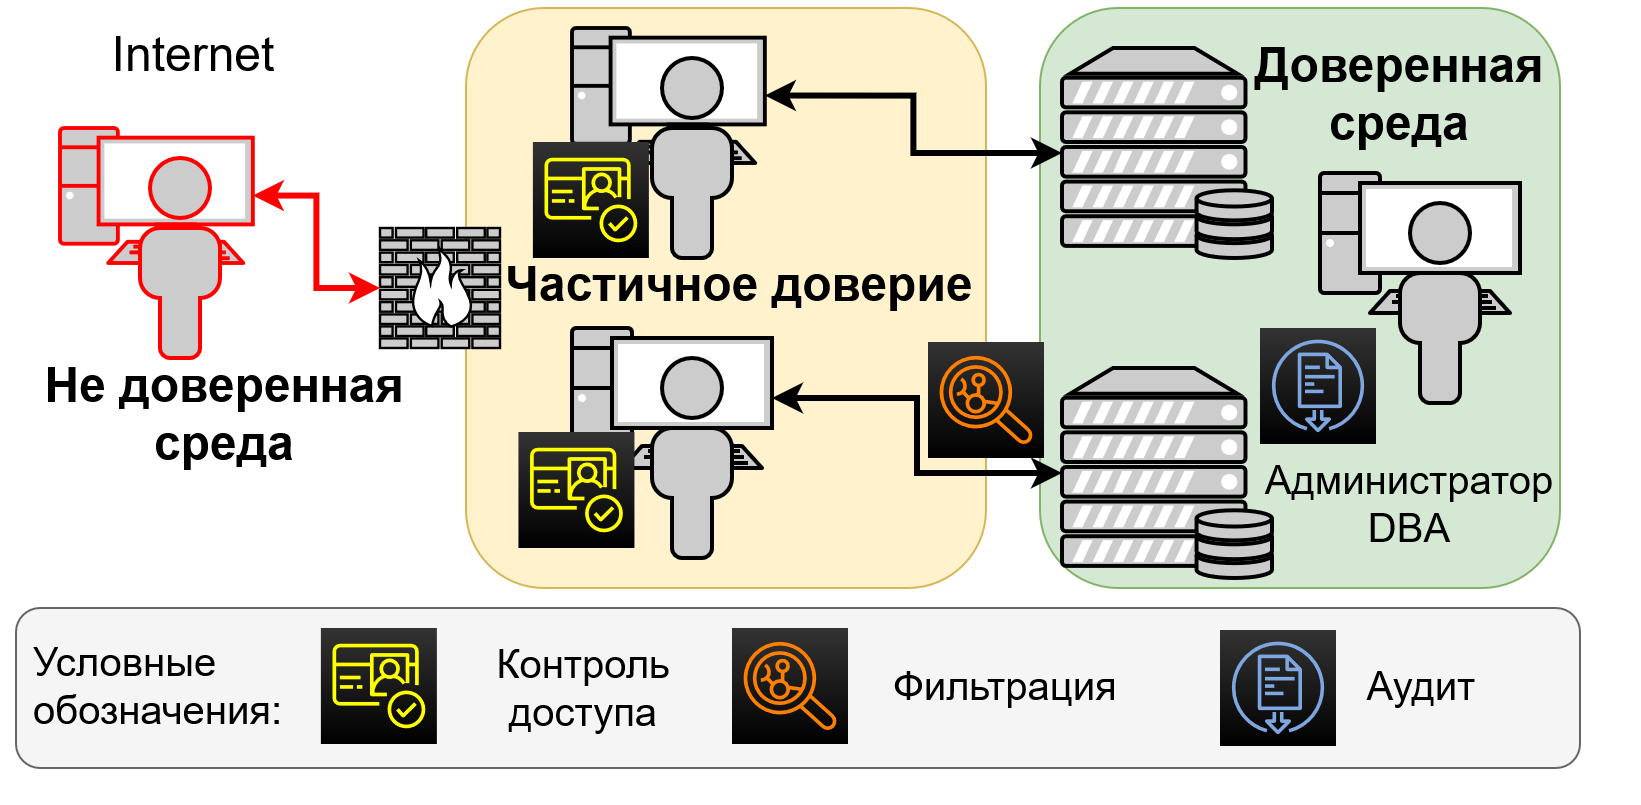 Internet
Не доверенная
среда
Частичное доверие
Доверенная
среда
Администратор
DBA
Условные
обозначения:
Контроль
доступа
Фильтрация
Аудит